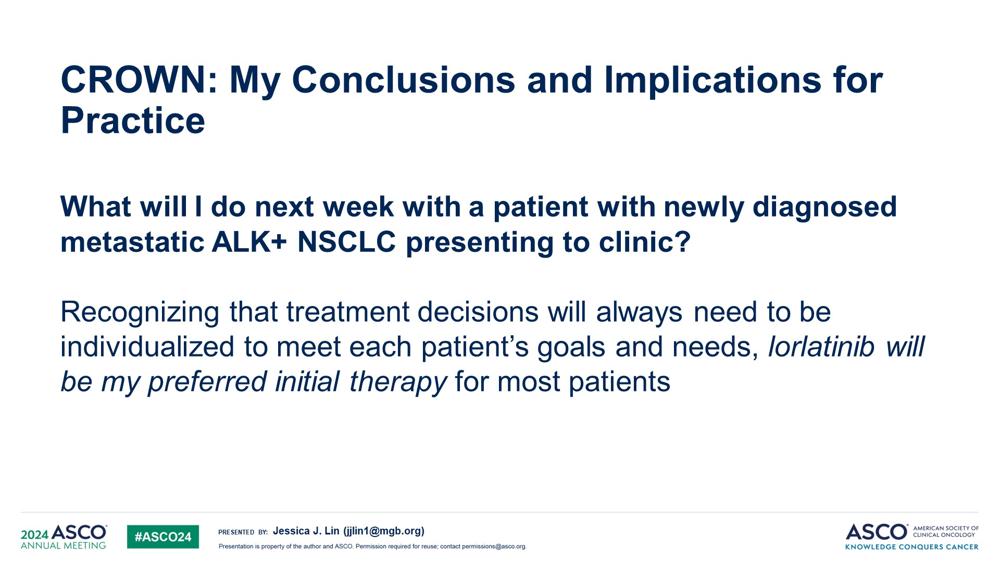 CROWN: My Conclusions and Implications for
Practice
What will I do next week with a patient with newly diagnosed
metastatic ALK+ NSCLC presenting to clinic?
Recognizing that treatment decisions will always need to be
individualized to meet each patient’s goals and needs, lorlatinib will
be my preferred initial therapy for most patients
2024 ASCO®
ANNUAL MEETING
#ASCO24
PRESENTED BY: Jessica J. Lin (jjlin1@mgb.org)
Presentation is property of the author and ASCO. Permission required for reuse; contact permissions@asco.org.
ASCO® AMERICAN SOCIETY OF
CLINICAL ONCOLOGY
KNOWLEDGE CONQUERS CANCER